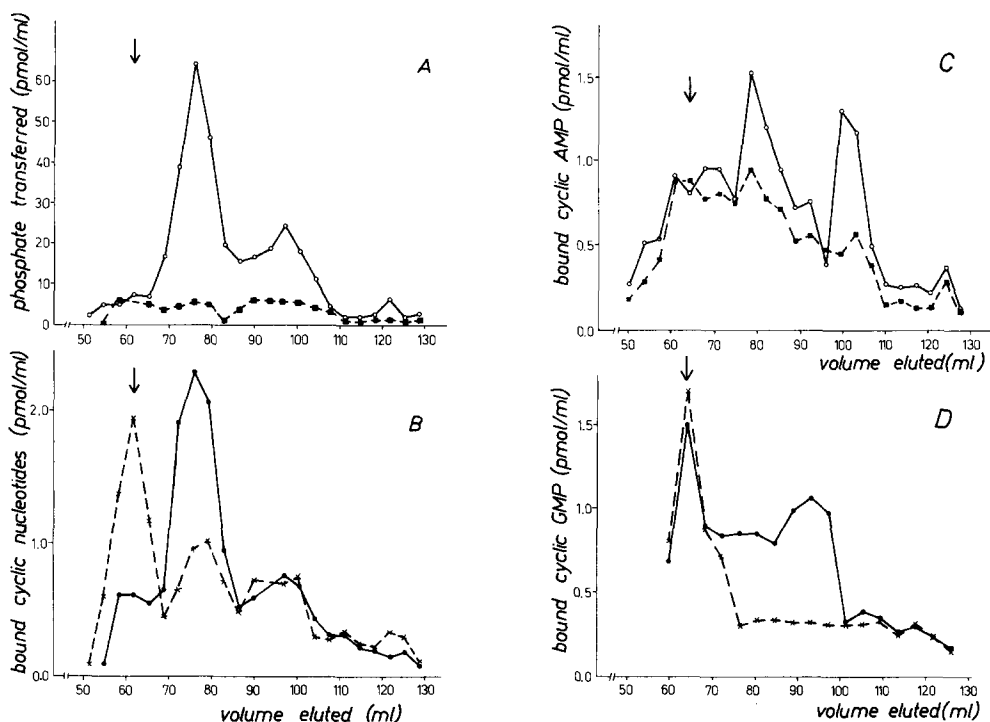 A
phosphate transferred (pmol/ml)
60
50
40
30
20
10
0
50 60 70 80 90 100 110 120 130
B
bound cyclic nucleotides (pmol/ml)
2.0
1.0
0.0
50 60 70 80 90 100 110 120 130
volume eluted (ml)
C
bound cyclic AMP (pmol/ml)
1.5
1.0
0.5
0.0
50 60 70 80 90 100 110 120 130
volume eluted(ml)
D
bound cyclic GMP (pmol/ml)
1.5
1.0
0.5
0.0
50 60 70 80 90 100 110 120 130
volume eluted(ml)